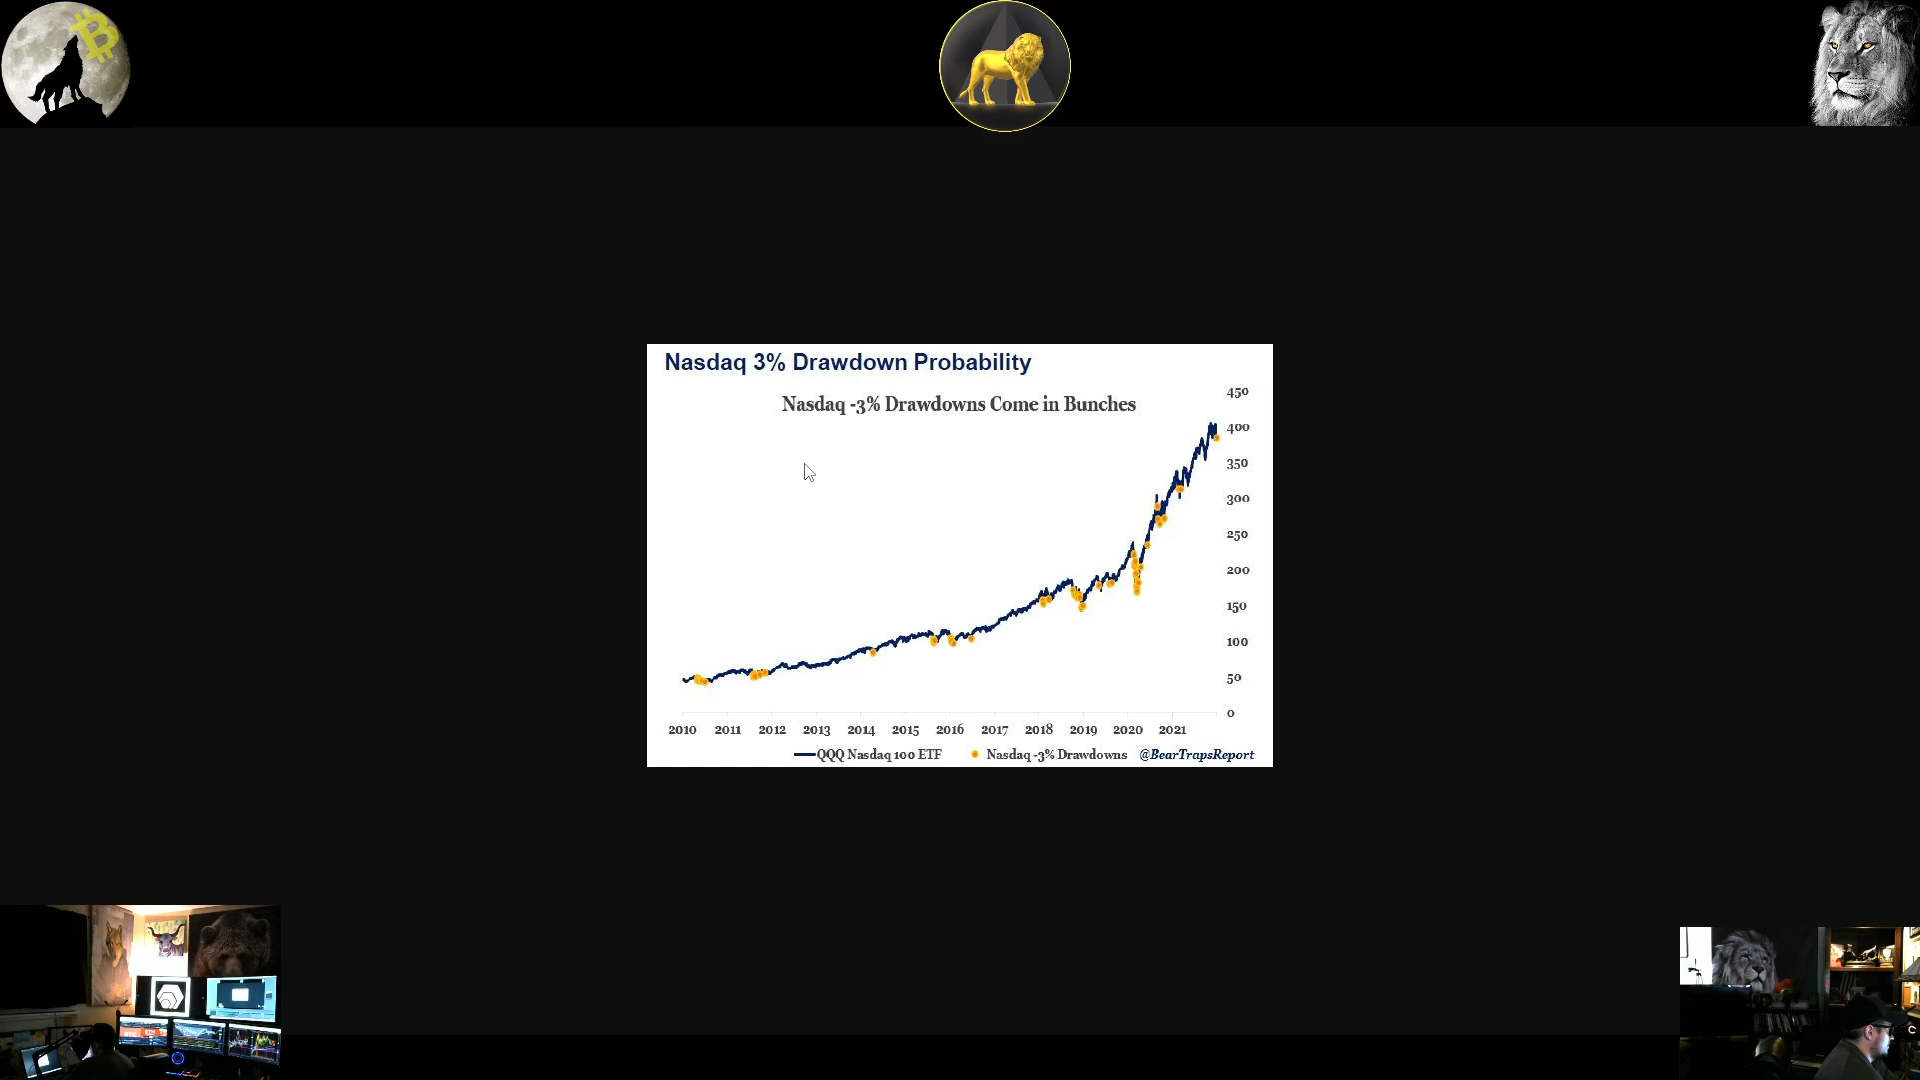 Nasdaq 3% Drawdown Probability
Nasdaq -3% Drawdowns Come in Bunches
450
400
350
300
250
200
150
100
50
0
2010 2011 2012 2013 2014 2015 2016 2017 2018 2019 2020 2021
QQQ Nasdaq 100 ETF Nasdaq -3% Drawdowns @BearTrapsReport